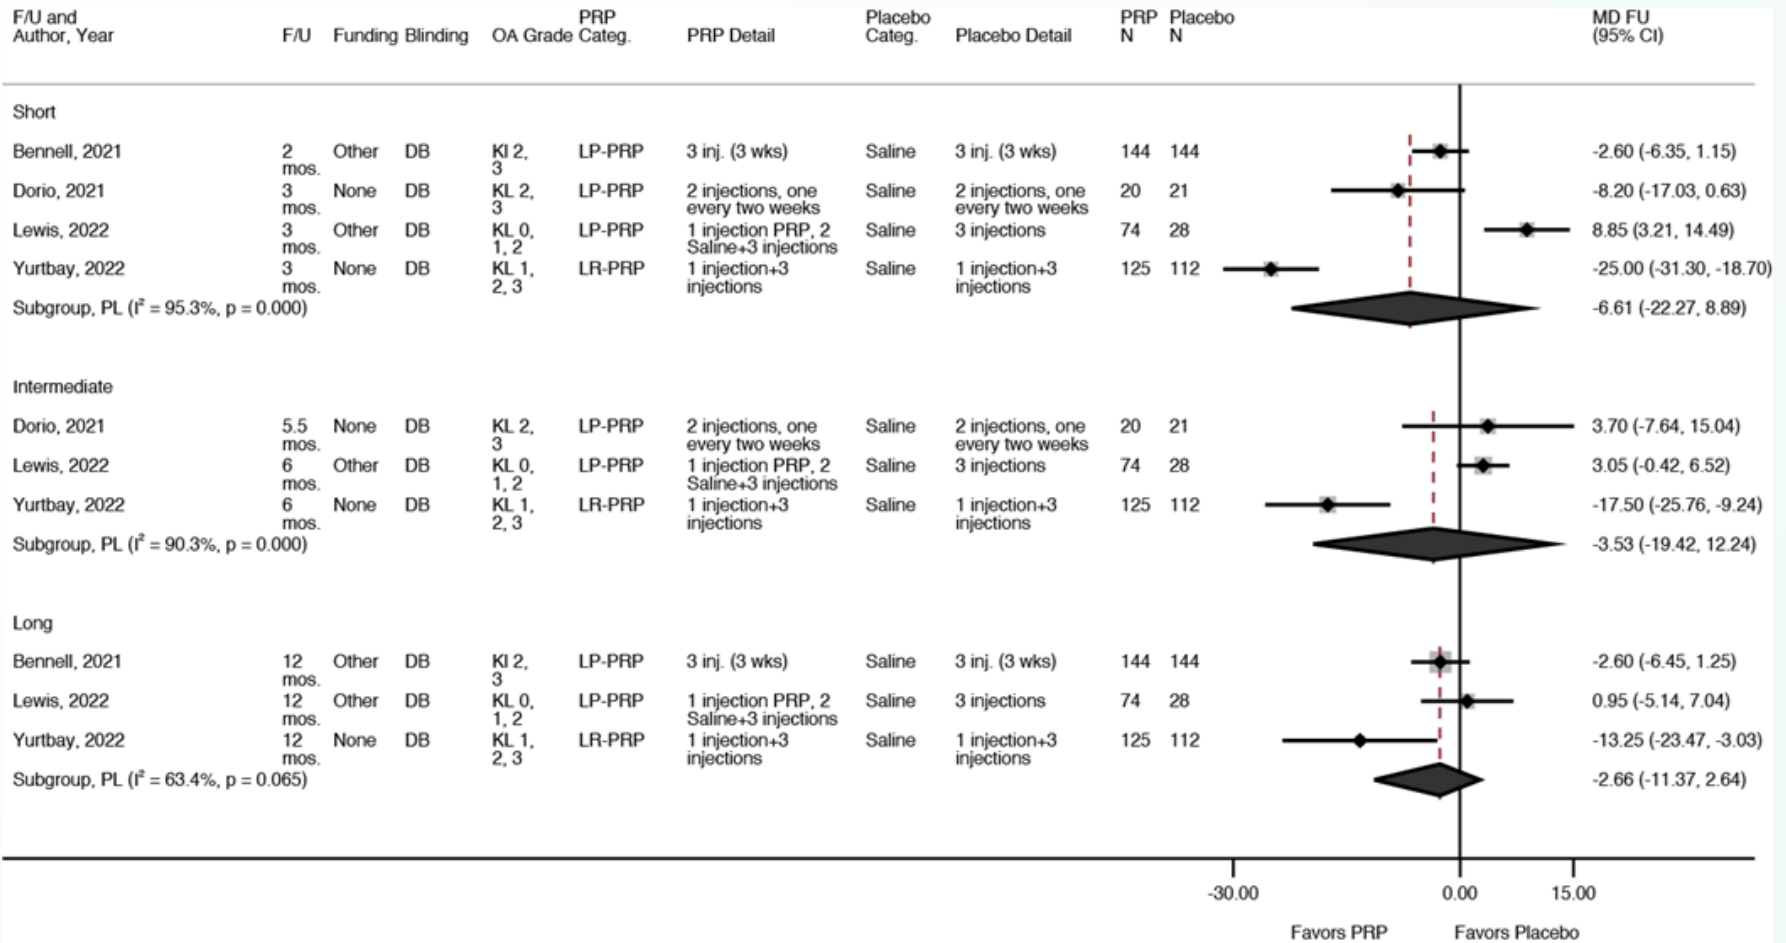 F/U and PRP Placebo PRP Placebo MD FU
Author, Year F/U Funding Blinding OA Grade Categ. PRP Detail Categ. Placebo Detail N N (95% CI)
Short
Bennell, 2021 2 Other DB Kl 2, LP-PRP 3 inj. (3 wks) Saline 3 inj. (3 wks) 144 144 -2.60 (-6.35, 1.15)
mos. 3
Dorio, 2021 3 None DB KL 2, LP-PRP 2 injections, one Saline 2 injections, one 20 21 -8.20 (-17.03, 0.63)
mos. 3 every two weeks every two weeks
Lewis, 2022 3 Other DB KL 0, LP-PRP 1 injection PRP, 2 Saline 3 injections 74 28 8.85 (3.21, 14.49)
mos. 1, 2 Saline+3 injections
Yurtbay, 2022 3 None DB KL 1, LR-PRP 1 injection+3 Saline 1 injection+3 125 112 -25.00 (-31.30, -18.70)
mos. 2, 3 injections injections
Subgroup, PL (I² = 95.3%, p = 0.000) -6.61 (-22.27, 8.89)
Intermediate
Dorio, 2021 5.5 None DB KL 2, LP-PRP 2 injections, one Saline 2 injections, one 20 21 3.70 (-7.64, 15.04)
mos. 3 every two weeks every two weeks
Lewis, 2022 6 Other DB KL 0, LP-PRP 1 injection PRP, 2 Saline 3 injections 74 28 3.05 (-0.42, 6.52)
mos. 1, 2 Saline+3 injections
Yurtbay, 2022 6 None DB KL 1, LR-PRP 1 injection+3 Saline 1 injection+3 125 112 -17.50 (-25.76, -9.24)
mos. 2, 3 injections injections
Subgroup, PL (I² = 90.3%, p = 0.000) -3.53 (-19.42, 12.24)
Long
Bennell, 2021 12 Other DB Kl 2, LP-PRP 3 inj. (3 wks) Saline 3 inj. (3 wks) 144 144 -2.60 (-6.45, 1.25)
mos. 3
Lewis, 2022 12 Other DB KL 0, LP-PRP 1 injection PRP, 2 Saline 3 injections 74 28 0.95 (-5.14, 7.04)
mos. 1, 2 Saline+3 injections
Yurtbay, 2022 12 None DB KL 1, LR-PRP 1 injection+3 Saline 1 injection+3 125 112 -13.25 (-23.47, -3.03)
mos. 2, 3 injections injections
Subgroup, PL (I² = 63.4%, p = 0.065) -2.66 (-11.37, 2.64)
-30.00 0.00 15.00
Favors PRP Favors Placebo